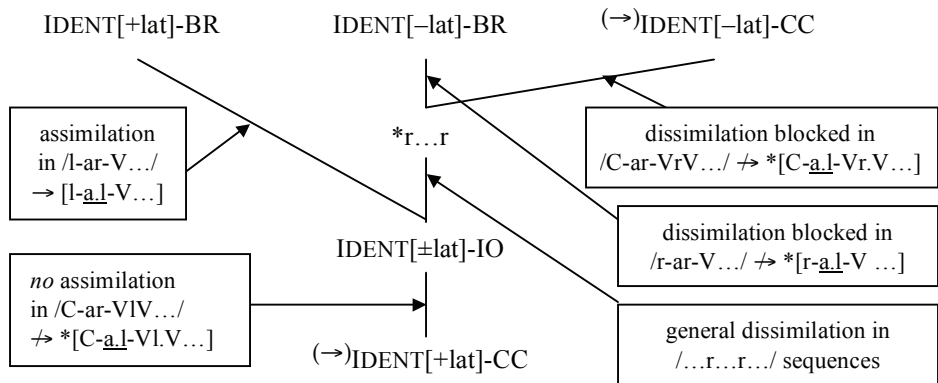 IDENT[+lat]-BR
IDENT[–lat]-BR
(→)IDENT[–lat]-CC
*r…r
assimilation
in /l-ar-V…/
→ [l-a.l-V…]
dissimilation blocked in
/C-ar-VrV…/ ↛ *[C-a.l-Vr.V…]
IDENT[±lat]-IO
dissimilation blocked in
/r-ar-V…/ ↛ *[r-a.l-V …]
no assimilation
in /C-ar-VlV…/
↛ *[C-a.l-Vl.V…]
(→)IDENT[+lat]-CC
general dissimilation in
/…r…r…/ sequences